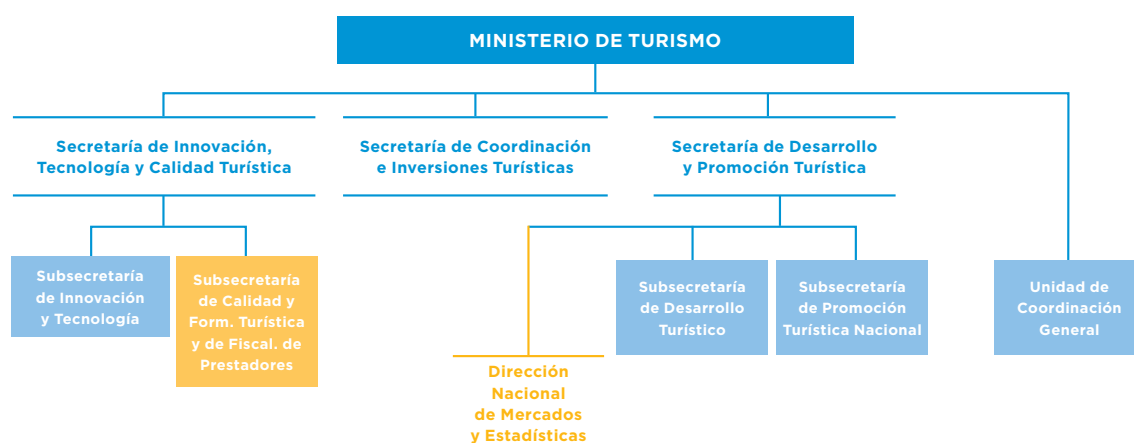 MINISTERIO DE TURISMO
Secretaría de Innovación,
Tecnología y Calidad Turística
Secretaría de Coordinación
e Inversiones Turísticas
Secretaría de Desarrollo
y Promoción Turística
Subsecretaría
de Innovación
y Tecnología
Subsecretaría
de Calidad y
Form. Turística
y de Fiscal. de
Prestadores
Dirección
Nacional
de Mercados
y Estadísticas
Subsecretaría
de Desarrollo
Turístico
Subsecretaría
de Promoción
Turística Nacional
Unidad de
Coordinación
General